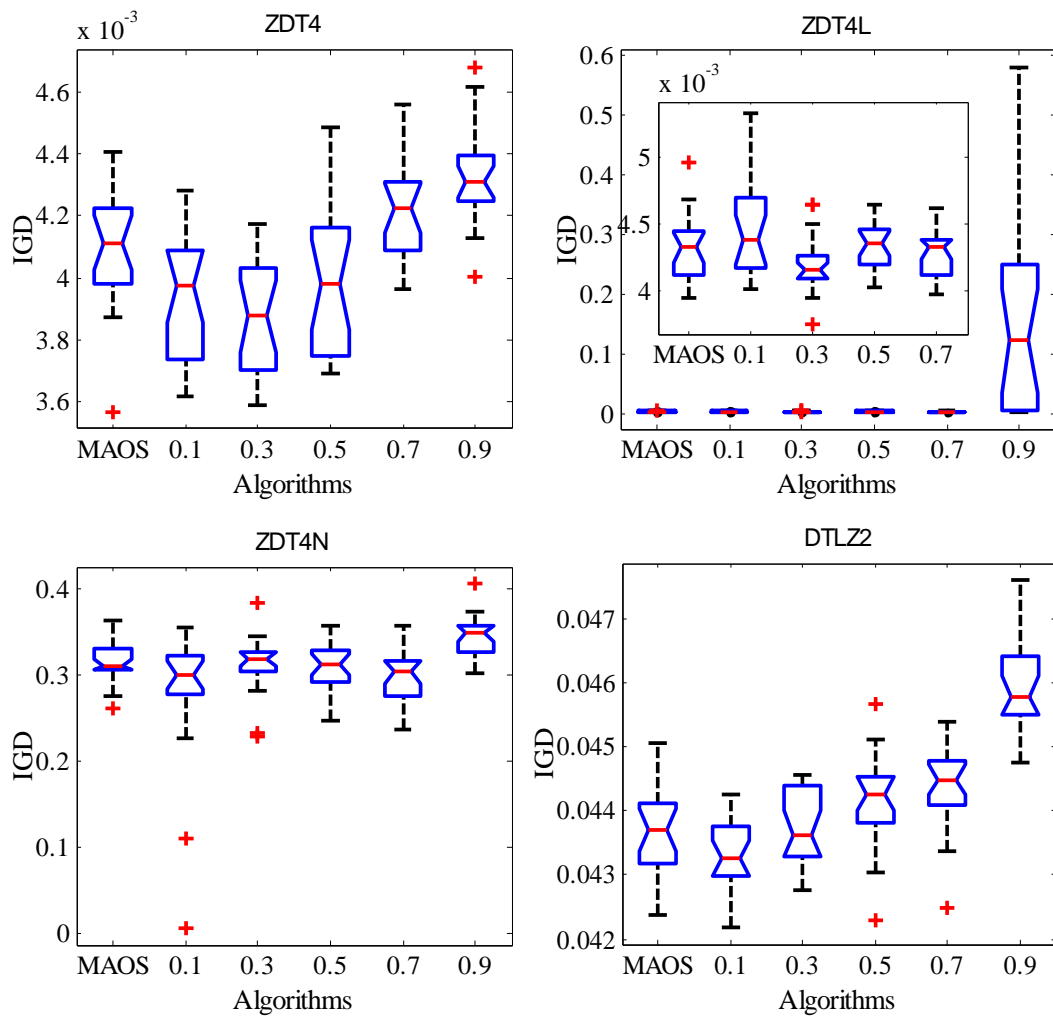 ZDT4
x 10^-3
4.6
4.4
4.2
4
3.8
3.6
IGD
MAOS 0.1 0.3 0.5 0.7 0.9
Algorithms
ZDT4L
0.6
0.5
0.4
0.3
0.2
0.1
0
IGD
x 10^-3
5
4.5
4
MAOS 0.1 0.3 0.5 0.7
MAOS 0.1 0.3 0.5 0.7 0.9
Algorithms
ZDT4N
0.4
0.3
0.2
0.1
0
IGD
MAOS 0.1 0.3 0.5 0.7 0.9
Algorithms
DTLZ2
0.047
0.046
0.045
0.044
0.043
0.042
IGD
MAOS 0.1 0.3 0.5 0.7 0.9
Algorithms